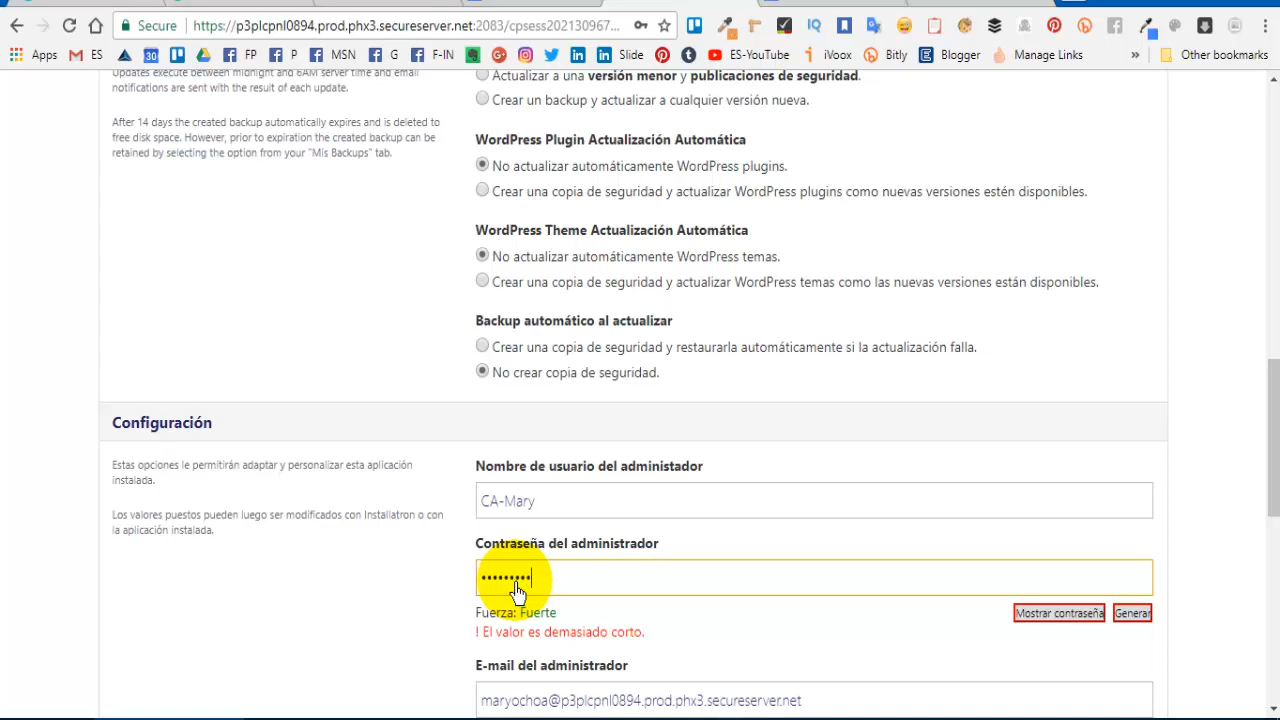 Secure | https://p3plcpnl0894.prod.phx3.secureserver.net:2083/cpsess202130967...
Apps M ES 31 FP P MSN G F-IN Slide ES-YouTube iVoox Bitly Blogger Manage Links » Other bookmarks
Updates execute between midnight and 6AM server time and email
notifications are sent with the result of each update.
After 14 days the created backup automatically expires and is deleted to
free disk space. However, prior to expiration the created backup can be
retained by selecting the option from your "Mis Backups" tab.
Actualizar a una versión menor y publicaciones de seguridad.
Crear un backup y actualizar a cualquier versión nueva.
WordPress Plugin Actualización Automática
No actualizar automáticamente WordPress plugins.
Crear una copia de seguridad y actualizar WordPress plugins como nuevas versiones estén disponibles.
WordPress Theme Actualización Automática
No actualizar automáticamente WordPress temas.
Crear una copia de seguridad y actualizar WordPress temas como las nuevas versiones están disponibles.
Backup automático al actualizar
Crear una copia de seguridad y restaurarla automáticamente si la actualización falla.
No crear copia de seguridad.
Configuración
Estas opciones le permitirán adaptar y personalizar esta aplicación
instalada.
Los valores puestos pueden luego ser modificados con Installatron o con
la aplicación instalada.
Nombre de usuario del administador
CA-Mary
Contraseña del administrador
•••••••••
Fuerza: Fuerte
Mostrar contraseña Generar
! El valor es demasiado corto.
E-mail del administrador
maryochoa@p3plcpnl0894.prod.phx3.secureserver.net